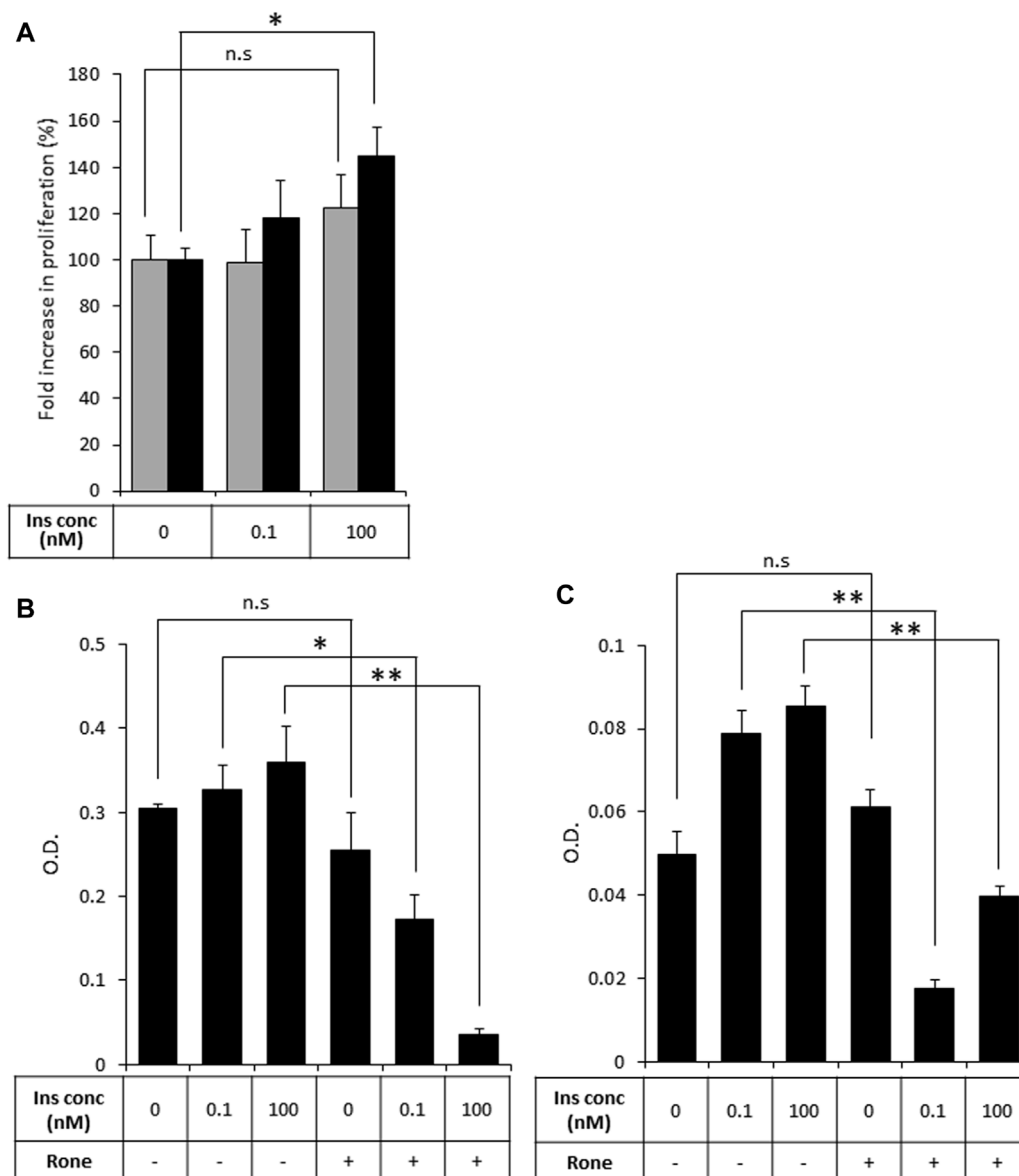 A
*
n.s
180
160
140
120
100
80
60
40
20
0
Fold increase in proliferation (%)
Ins conc (nM) 0 0.1 100
B
n.s
*
**
0.5
0.4
0.3
0.2
0.1
0
O.D.
Ins conc (nM) 0 0.1 100 0 0.1 100
Rone - - - + + +
C
n.s
**
**
0.1
0.08
0.06
0.04
0.02
0
O.D.
Ins conc (nM) 0 0.1 100 0 0.1 100
Rone - - - + + +